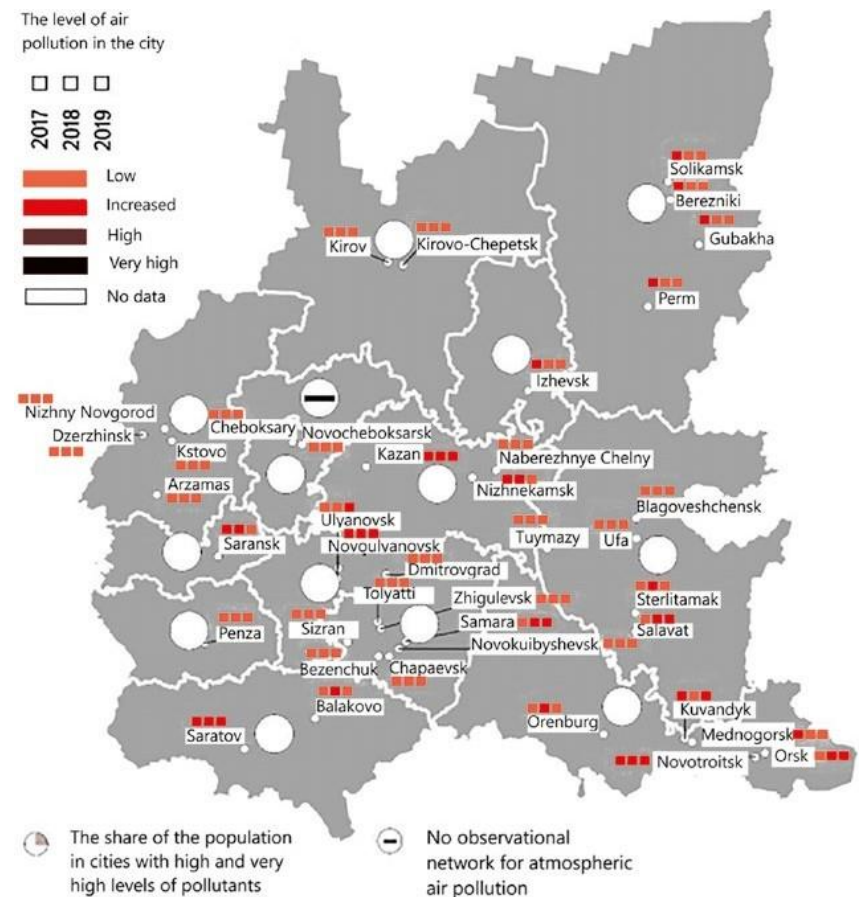 The level of air
pollution in the city
2017
2018
2019
Low
Increased
High
Very high
No data
Solikamsk
Berezniki
Gubakha
Perm
Kirov
Kirovo-Chepetsk
Izhevsk
Nizhny Novgorod
Cheboksary
Dzerzhinsk
Novocheboksarsk
Kstovo
Kazan
Naberezhnye Chelny
Arzamas
Nizhnekamsk
Blagoveshchensk
Ulyanovsk
Saransk
Novoulvanovsk
Tuymazy
Ufa
Dmitrovgrad
Tolyatti
Zhigulevsk
Sterlitamak
Penza
Sizran
Samara
Salavat
Novokuibyshevsk
Bezenchuk
Chapaevsk
Balakovo
Kuvandyk
Saratov
Orenburg
Mednogorsk
Novotroitsk
Orsk
The share of the population
in cities with high and very
high levels of pollutants
No observational
network for atmospheric
air pollution